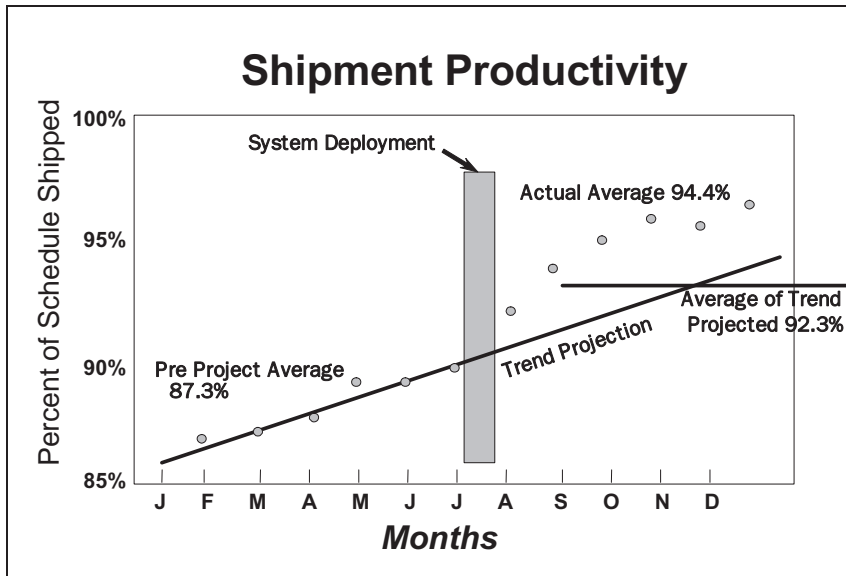 Shipment Productivity
Percent of Schedule Shipped
100%
95%
90%
85%
System Deployment
Actual Average 94.4%
Average of Trend
Projected 92.3%
Trend Projection
Pre Project Average
87.3%
J F M A M J J A S O N D
Months